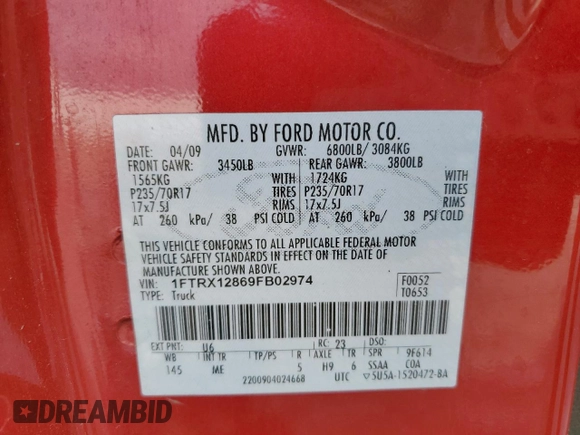 MFD. BY FORD MOTOR CO.
DATE: 04/09 GVWR: 6800LB/ 3084KG
FRONT GAWR: 3450LB REAR GAWR: 3800LB
1565KG WITH 1724KG WITH
P235/70R17 TIRES P235/70R17 TIRES
17x7.5J RIMS 17x7.5J RIMS
AT 260 kPa/ 38 PSI COLD AT 260 kPa/ 38 PSI COLD
THIS VEHICLE CONFORMS TO ALL APPLICABLE FEDERAL MOTOR
VEHICLE SAFETY STANDARDS IN EFFECT ON THE DATE OF
MANUFACTURE SHOWN ABOVE.
VIN: 1FTRX12869FB02974 F0052
TYPE: Truck T0653
EXT PNT: U6 RC: 23 DSO:
WB INT TR TP/PS R AXLE TR SPR 9F614
145 ME 5 H9 6 SSAA COA
2200904024668 UTC ▽5U5A-1520472-BA
DREAMBID